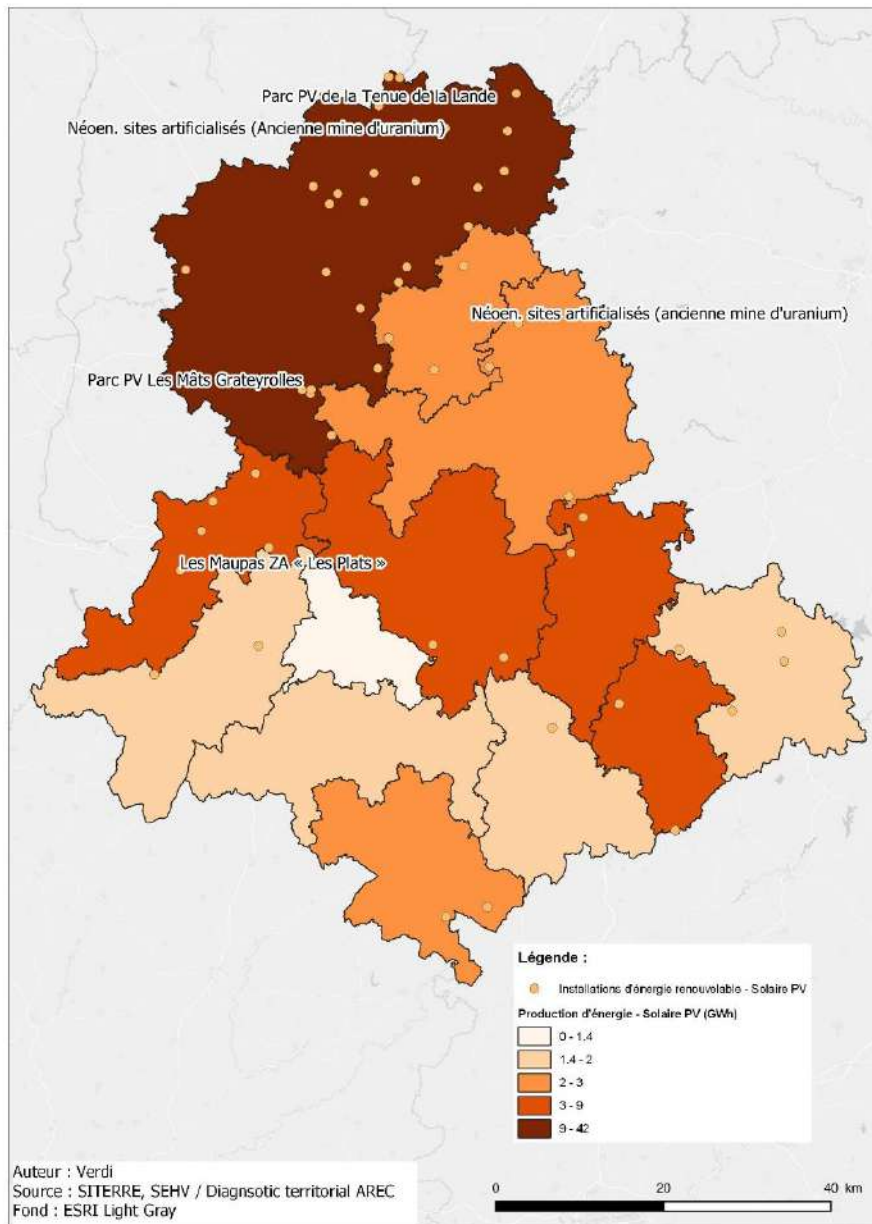 Parc PV de la Tenue de la Lande
Néoen. sites artificialisés (Ancienne mine d'uranium)
Néoen. sites artificialisés (ancienne mine d'uranium)
Parc PV Les Mâts Grateyrolles
Les Maupas ZA « Les Plats »
Légende :
Installations d'énergie renouvelable - Solaire PV
Production d'énergie - Solaire PV (GWh)
0 - 1.4
1.4 - 2
2 - 3
3 - 9
9 - 42
Auteur : Verdi
Source : SITERRE, SEHV / Diagnsotic territorial AREC
Fond : ESRI Light Gray
0 20 40 km